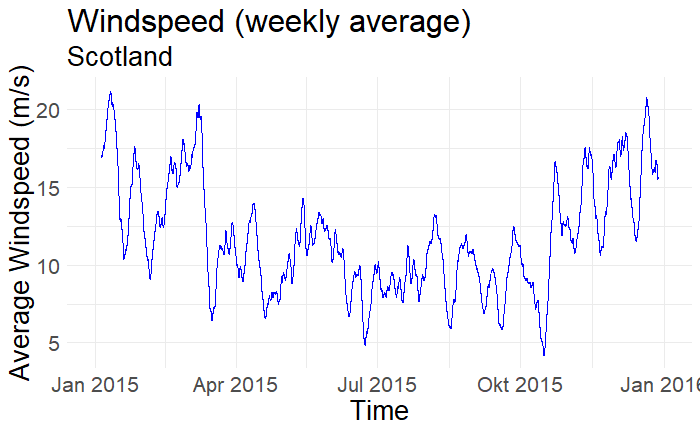 Windspeed (weekly average)
Scotland
Average Windspeed (m/s)
20
15
10
5
Jan 2015 Apr 2015 Jul 2015 Okt 2015 Jan 2016
Time